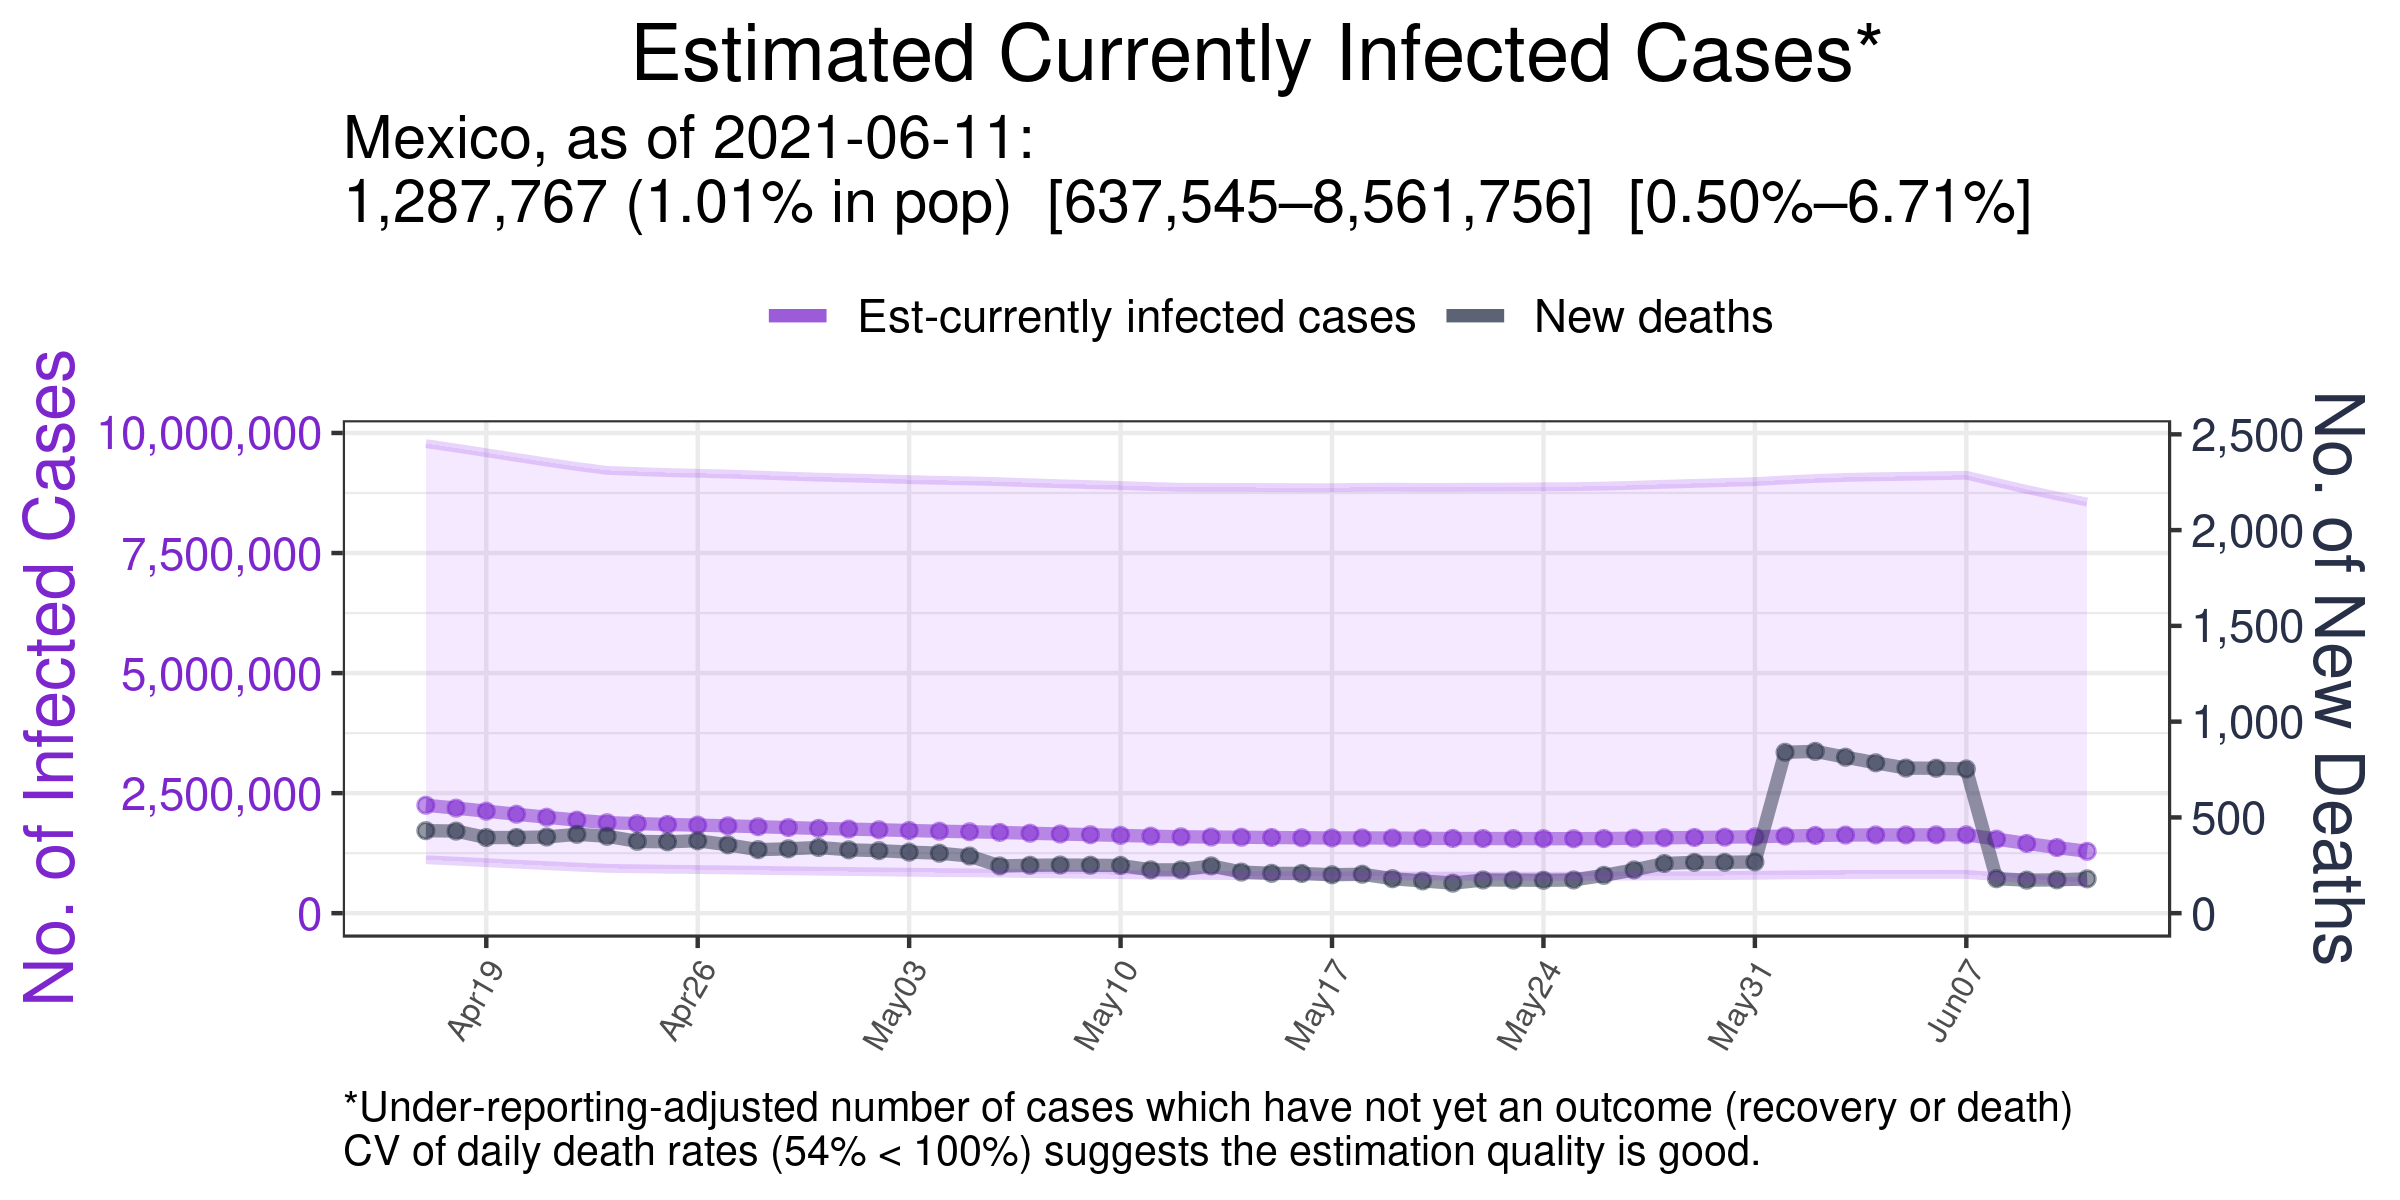 Estimated Currently Infected Cases*
Mexico, as of 2021-06-11:
1,287,767 (1.01% in pop) [637,545–8,561,756] [0.50%–6.71%]
Est-currently infected cases New deaths
No. of Infected Cases
10,000,000
7,500,000
5,000,000
2,500,000
0
2,500
2,000
1,500
1,000
500
0
No. of New Deaths
Apr19
Apr26
May03
May10
May17
May24
May31
Jun07
*Under-reporting-adjusted number of cases which have not yet an outcome (recovery or death)
CV of daily death rates (54% < 100%) suggests the estimation quality is good.